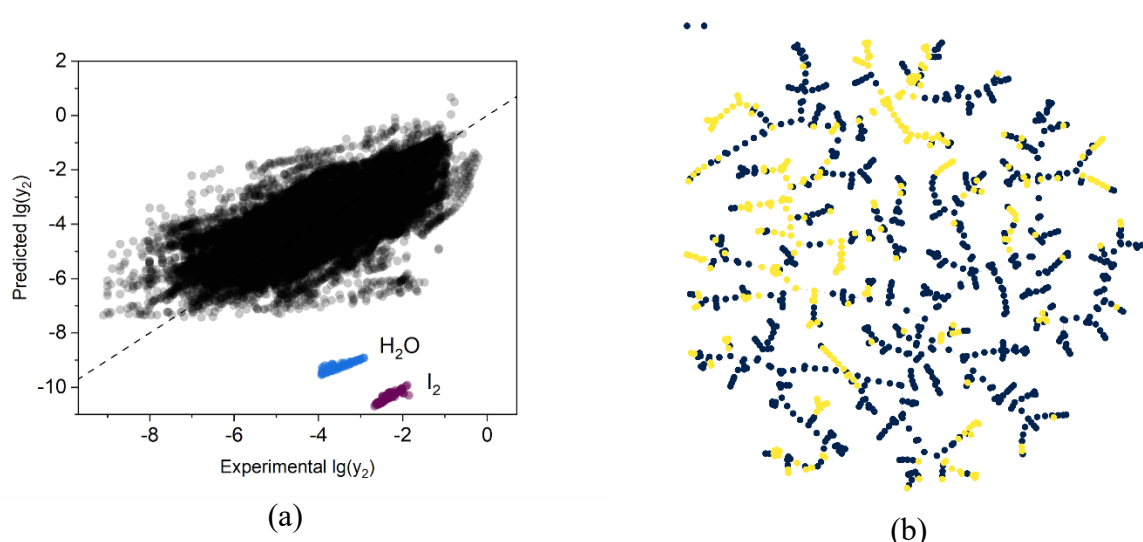 2
0
-2
-4
-6
-8
-10
Predicted lg(y₂)
H₂O
I₂
-8 -6 -4 -2 0
Experimental lg(y₂)
(a)
(b)